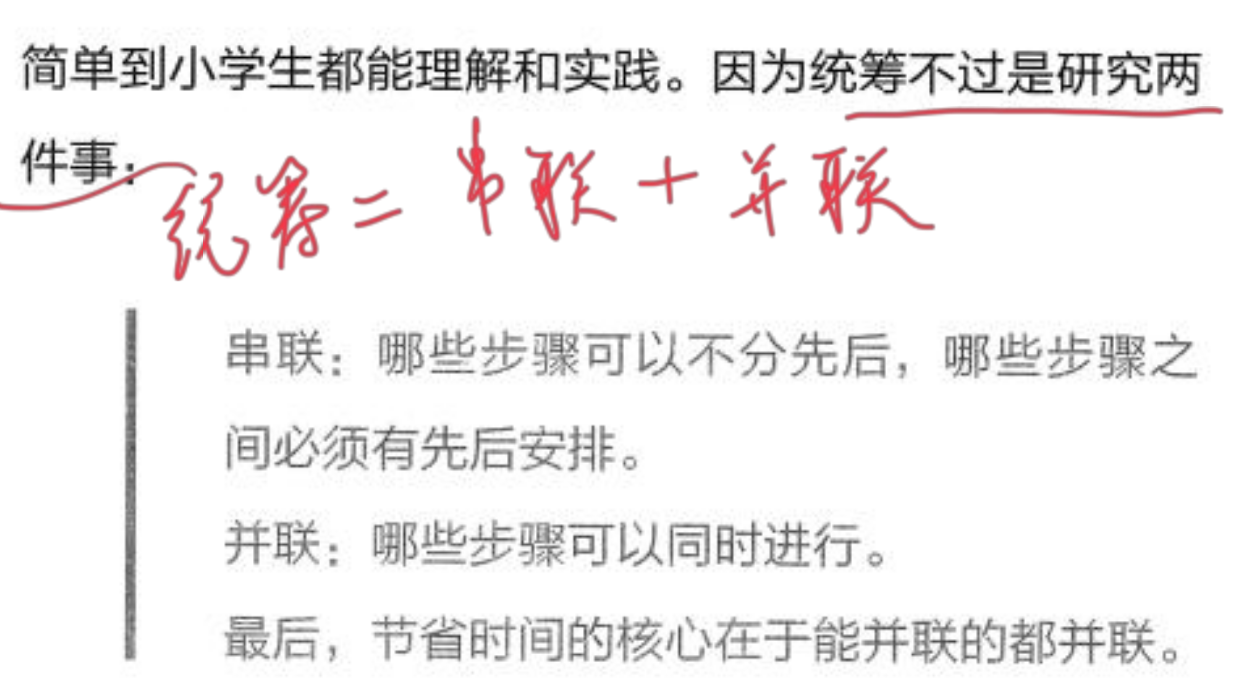 简单到小学生都能理解和实践。因为统筹不过是研究两
件事：
统筹=串联+并联
串联：哪些步骤可以不分先后，哪些步骤之
间必须有先后安排。
并联：哪些步骤可以同时进行。
最后，节省时间的核心在于能并联的都并联。